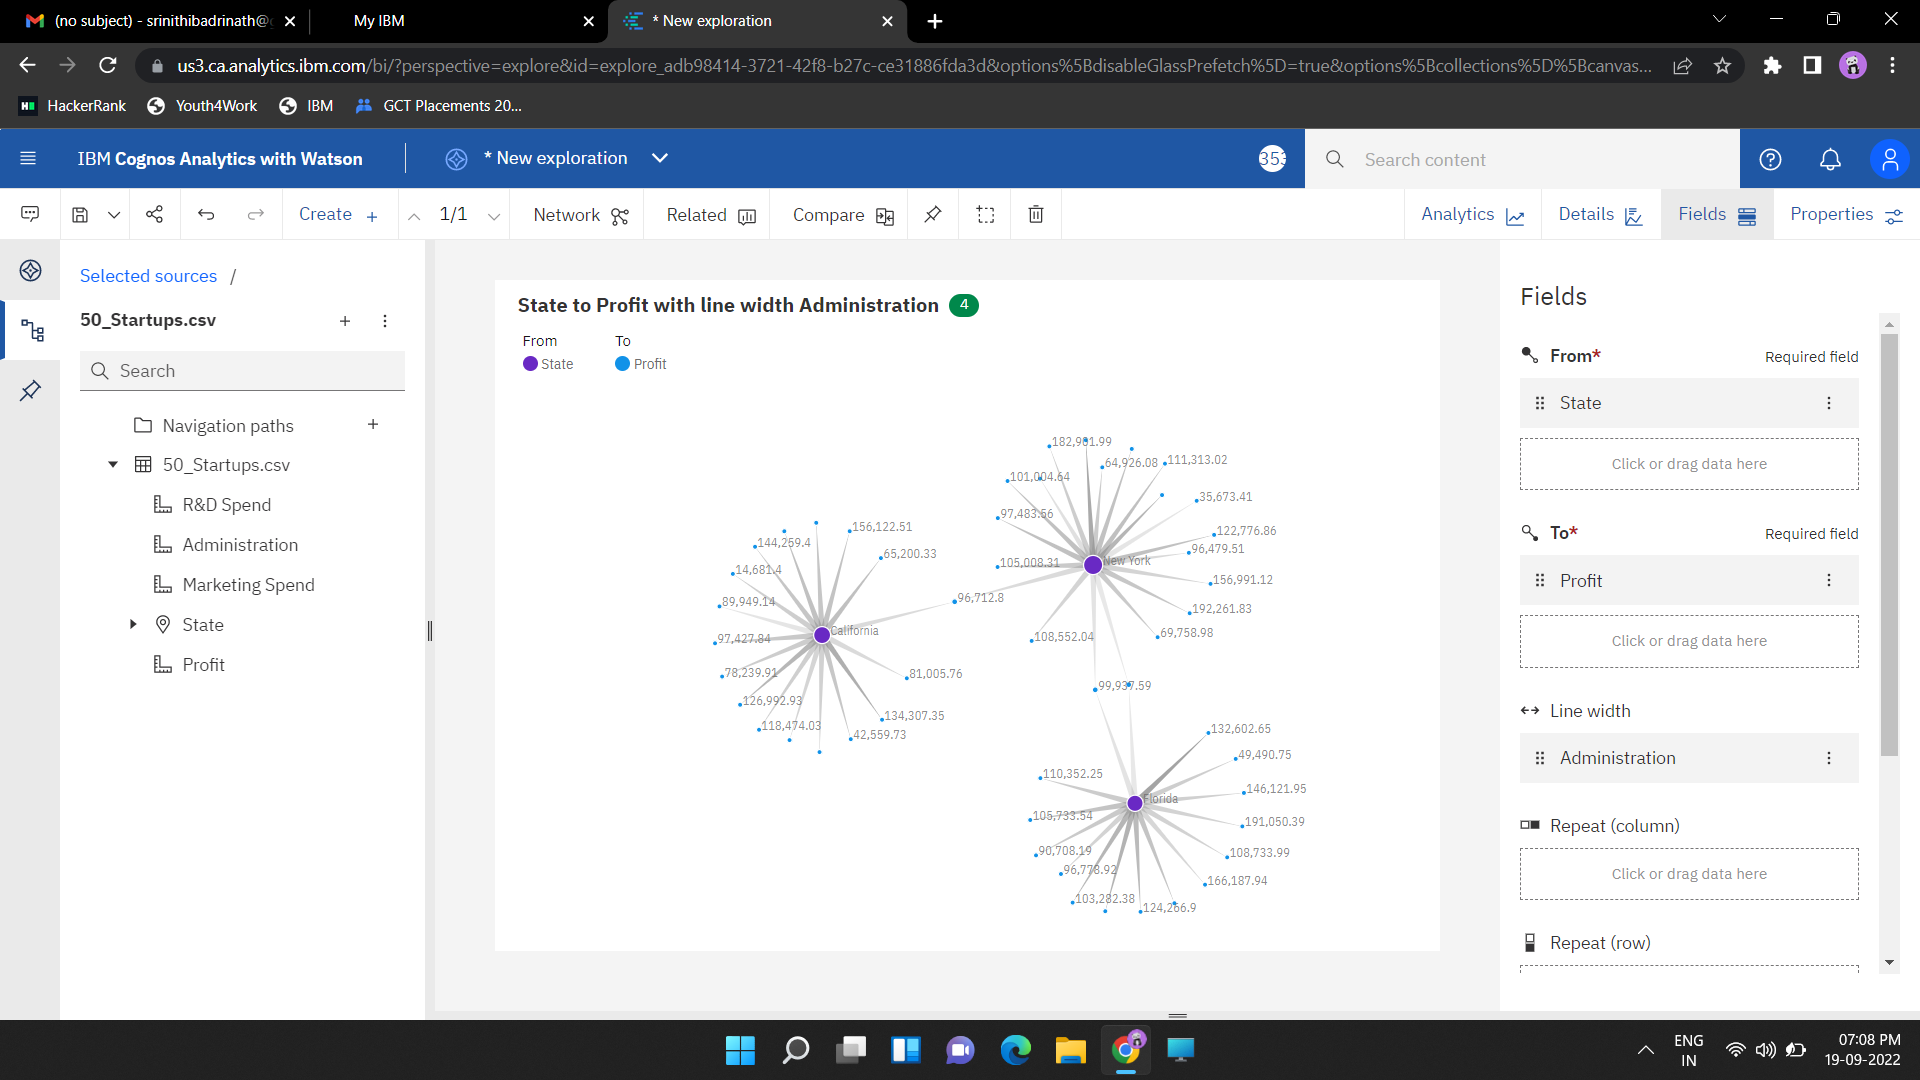 (no subject) - srinithibadrinath@
My IBM
* New exploration
us3.ca.analytics.ibm.com/bi/?perspective=explore&id=explore_adb98414-3721-42f8-b27c-ce31886fda3d&options%5BdisableGlassPrefetch%5D=true&options%5Bcollections%5D%5Bcanvas...
HackerRank
Youth4Work
IBM
GCT Placements 20...
IBM Cognos Analytics with Watson
* New exploration
353
Search content
Create
1/1
Network
Related
Compare
Analytics
Details
Fields
Properties
Selected sources /
50_Startups.csv
Search
Navigation paths
50_Startups.csv
R&D Spend
Administration
Marketing Spend
State
Profit
State to Profit with line width Administration 4
From To
State Profit
182,901.99
64,926.08
111,313.02
101,004.64
35,673.41
97,483.56
122,776.86
96,479.51
105,008.31
New York
156,991.12
192,261.83
69,758.98
108,552.04
96,712.8
156,122.51
144,259.4
65,200.33
14,681.4
89,949.14
California
97,427.84
78,239.91
81,005.76
126,992.93
134,307.35
118,474.03
42,559.73
99,937.59
132,602.65
49,490.75
110,352.25
146,121.95
Florida
105,733.54
191,050.39
90,708.19
108,733.99
96,778.92
166,187.94
103,282.38
124,266.9
Fields
From* Required field
State
Click or drag data here
To* Required field
Profit
Click or drag data here
Line width
Administration
Repeat (column)
Click or drag data here
Repeat (row)
ENG
IN
07:08 PM
19-09-2022